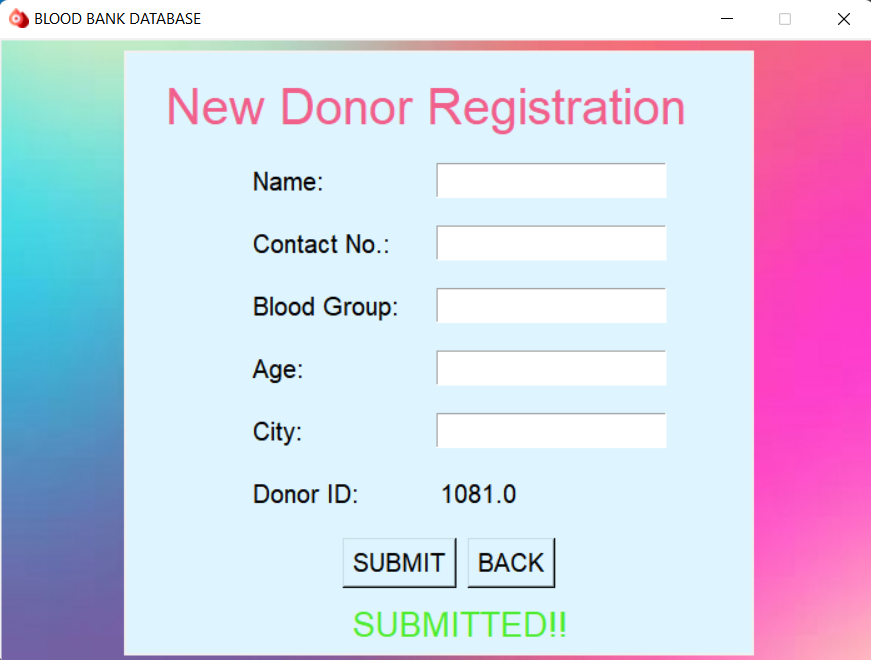 BLOOD BANK DATABASE
New Donor Registration
Name:
Contact No.:
Blood Group:
Age:
City:
Donor ID: 1081.0
SUBMIT BACK
SUBMITTED!!